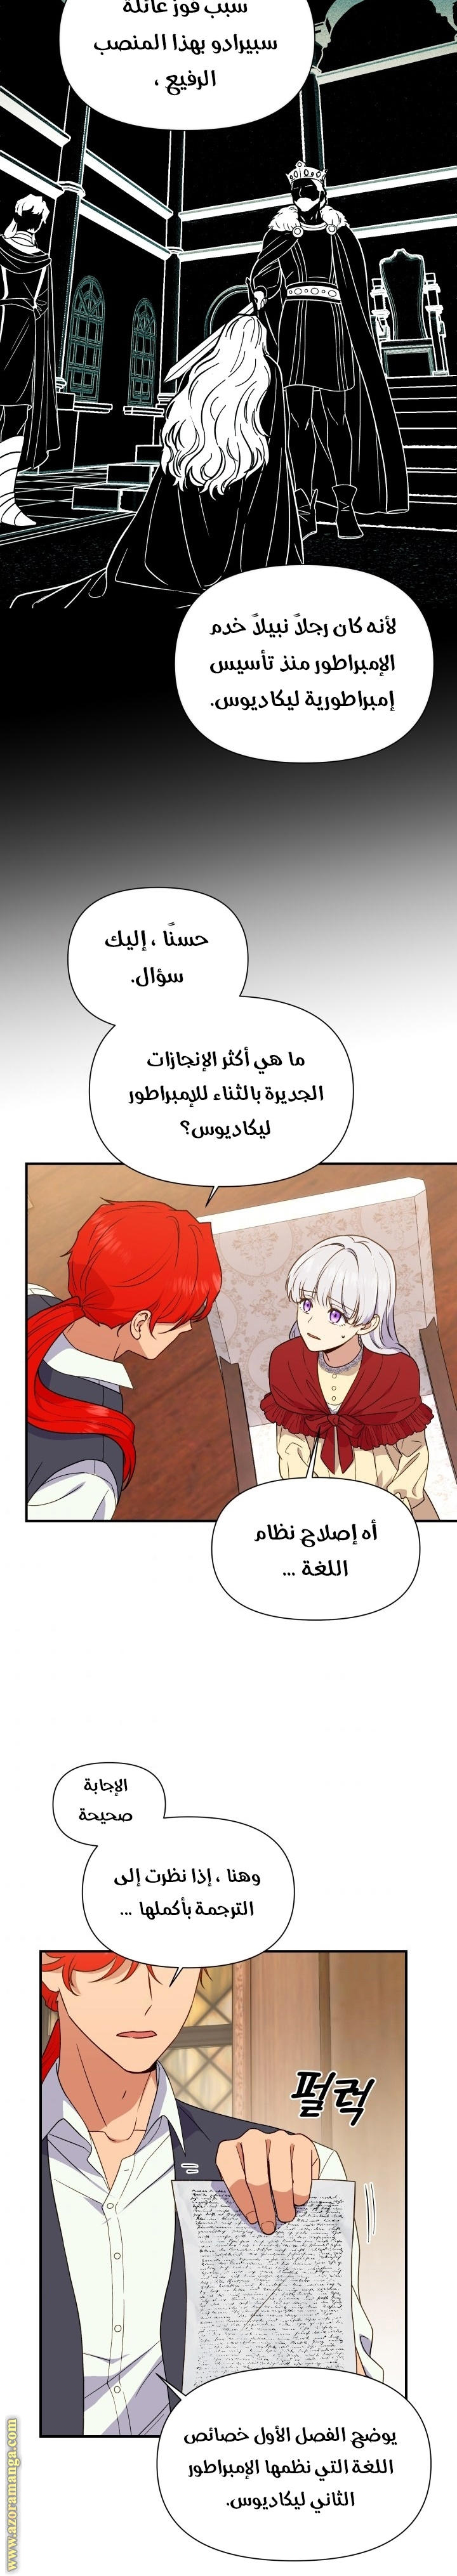 سبب فوز عائلة
سبيرادو بهذا المنصب
الرفيع ،
لأنه كان رجلاً نبيلاً خدم
الإمبراطور منذ تأسيس
إمبراطورية ليكاديوس.
حسنًا ، إليك
سؤال.
ما هي أكثر الإنجازات
الجديرة بالثناء للإمبراطور
ليكاديوس؟
أه إصلاح نظام
اللغة ...
الإجابة
صحيحة
وهنا ، إذا نظرت إلى
الترجمة بأكملها ...
펄럭
يوضح الفصل الأول خصائص
اللغة التي نظمها الإمبراطور
الثاني ليكاديوس.
www.azoramanga.com